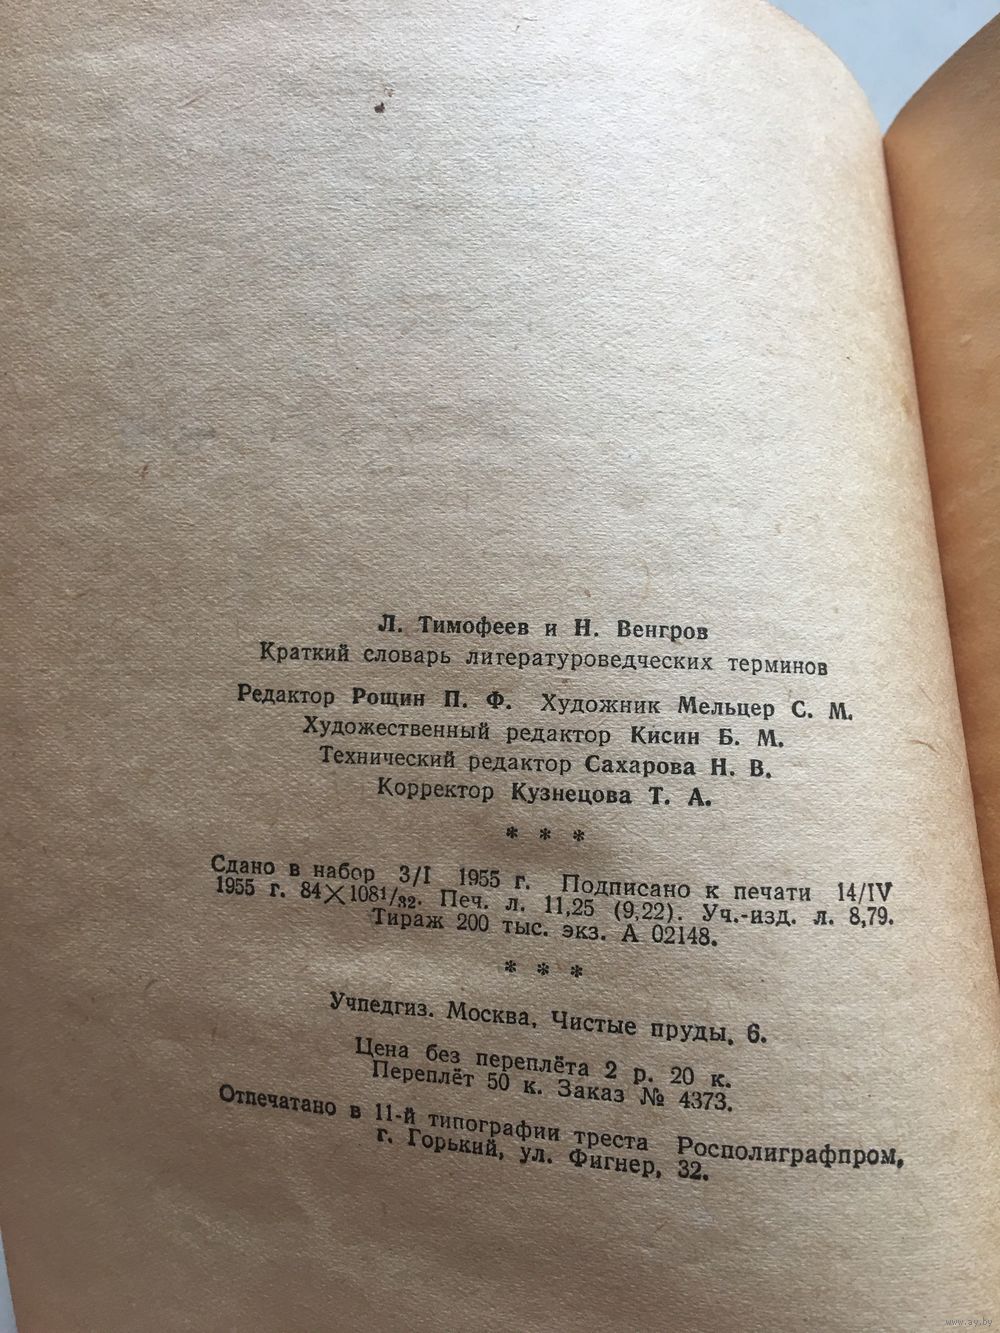 Л. Тимофеев и Н. Венгров
Краткий словарь литературоведческих терминов
Редактор Рощин П. Ф. Художник Мельцер С. М.
Художественный редактор Кисин Б. М.
Технический редактор Сахарова Н. В.
Корректор Кузнецова Т. А.
* * *
Сдано в набор 3/I 1955 г. Подписано к печати 14/IV
1955 г. 84×108¹/₃₂. Печ. л. 11,25 (9,22). Уч.-изд. л. 8,79.
Тираж 200 тыс. экз. А 02148.
* * *
Учпедгиз. Москва, Чистые пруды, 6.
Цена без переплёта 2 р. 20 к.
Переплёт 50 к. Заказ № 4373.
Отпечатано в 11-й типографии треста Росполиграфпром,
г. Горький, ул. Фигнер, 32.
www.ay.by